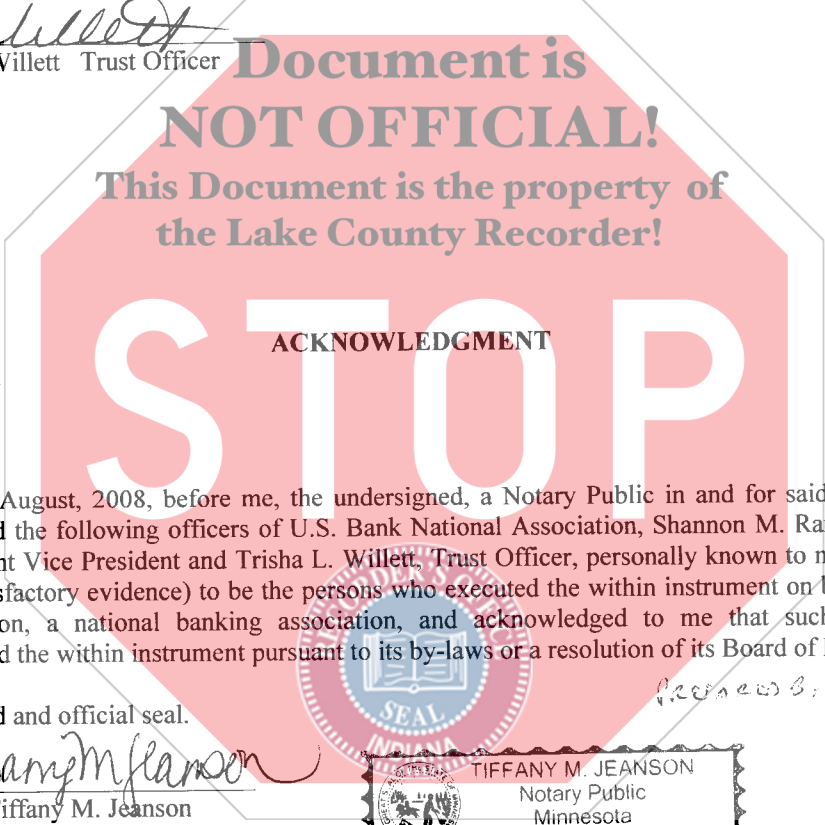 Willett Trust Officer
Document is
NOT OFFICIAL!
This Document is the property of
the Lake County Recorder!
STOP
ACKNOWLEDGMENT
August, 2008, before me, the undersigned, a Notary Public in and for said
d the following officers of U.S. Bank National Association, Shannon M. Ra
nt Vice President and Trisha L. Willett, Trust Officer, personally known to m
sfactory evidence) to be the persons who executed the within instrument on b
on, a national banking association, and acknowledged to me that such
d the within instrument pursuant to its by-laws or a resolution of its Board of
RECORDER'S OFFICE
SEAL
INDIANA
d and official seal.
iffany M. Jeanson
TIFFANY M. JEANSON
Notary Public
Minnesota